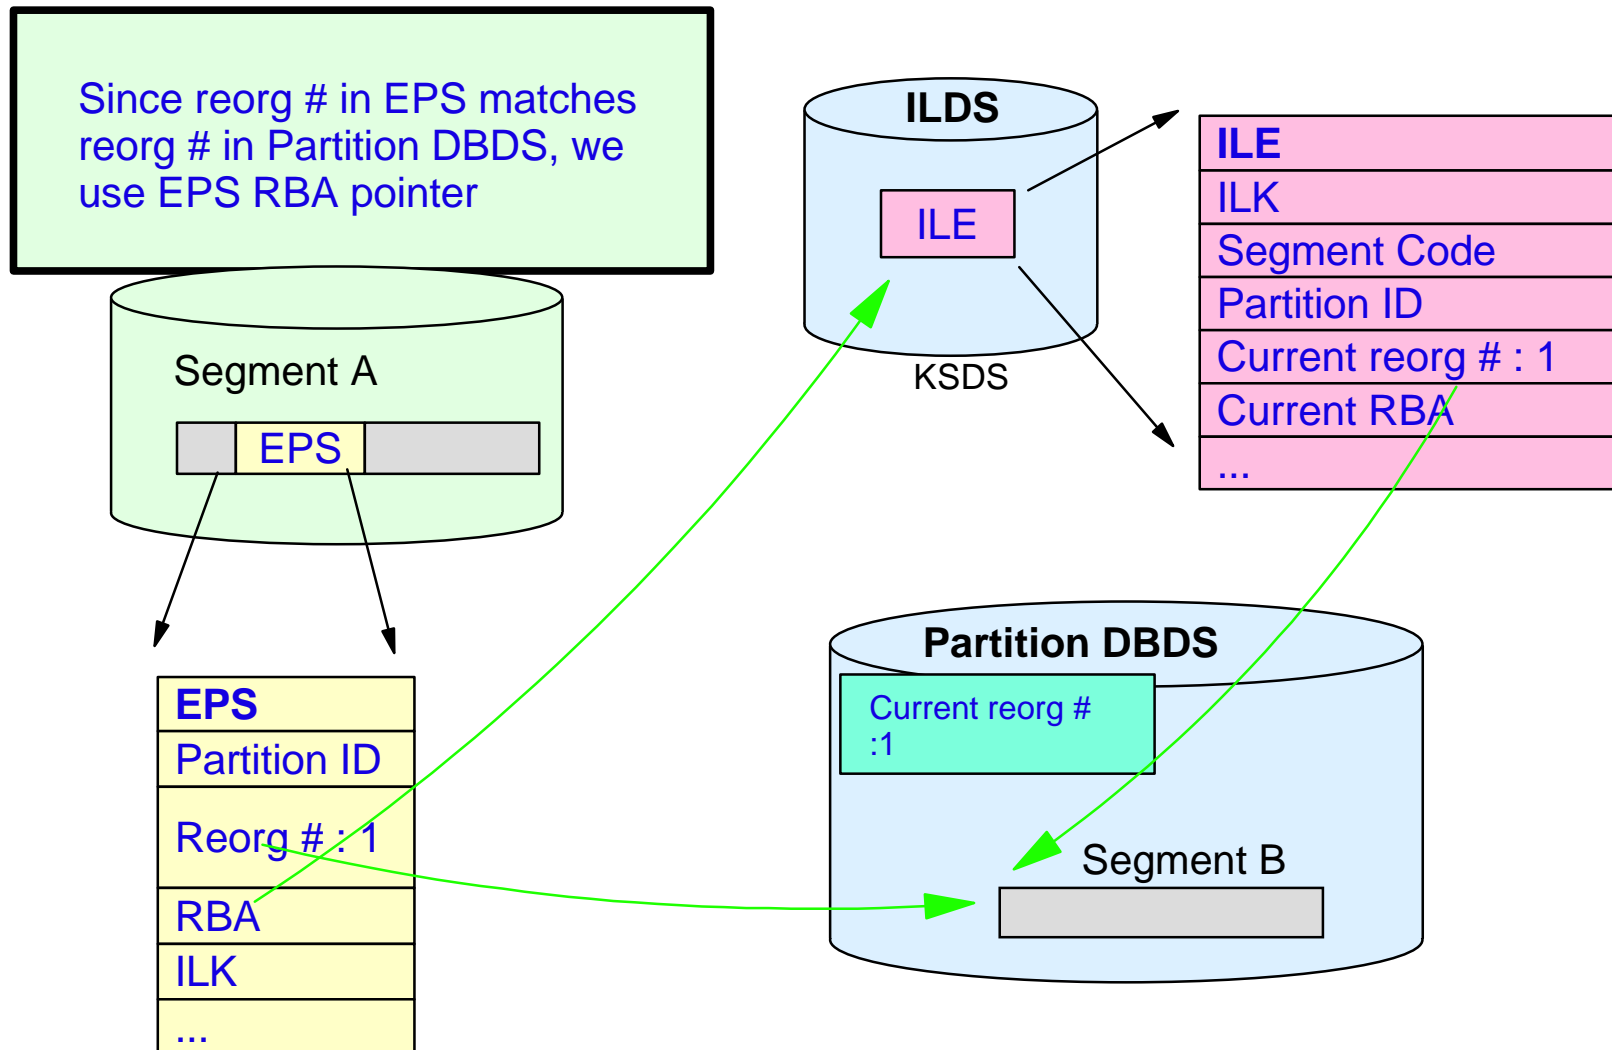 Since reorg # in EPS matches
reorg # in Partition DBDS, we
use EPS RBA pointer
Segment A
EPS
EPS
Partition ID
Reorg # : 1
RBA
ILK
...
ILDS
ILE
KSDS
ILE
ILK
Segment Code
Partition ID
Current reorg # : 1
Current RBA
...
Partition DBDS
Current reorg #
:1
Segment B